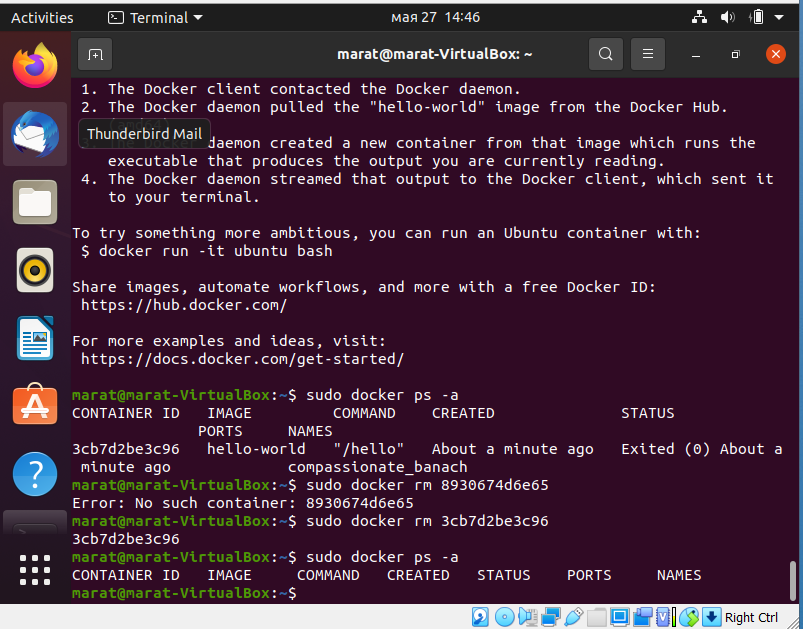 Activities
Terminal
мая 27 14:46
marat@marat-VirtualBox: ~
1. The Docker client contacted the Docker daemon.
2. The Docker daemon pulled the "hello-world" image from the Docker Hub.
(amd64)
Thunderbird Mail
3. The Docker daemon created a new container from that image which runs the
executable that produces the output you are currently reading.
4. The Docker daemon streamed that output to the Docker client, which sent it
to your terminal.
To try something more ambitious, you can run an Ubuntu container with:
$ docker run -it ubuntu bash
Share images, automate workflows, and more with a free Docker ID:
https://hub.docker.com/
For more examples and ideas, visit:
https://docs.docker.com/get-started/
marat@marat-VirtualBox:~$ sudo docker ps -a
CONTAINER ID   IMAGE         COMMAND    CREATED              STATUS
PORTS     NAMES
3cb7d2be3c96   hello-world   "/hello"   About a minute ago   Exited (0) About a
minute ago             compassionate_banach
marat@marat-VirtualBox:~$ sudo docker rm 8930674d6e65
Error: No such container: 8930674d6e65
marat@marat-VirtualBox:~$ sudo docker rm 3cb7d2be3c96
3cb7d2be3c96
marat@marat-VirtualBox:~$ sudo docker ps -a
CONTAINER ID   IMAGE     COMMAND   CREATED   STATUS    PORTS     NAMES
marat@marat-VirtualBox:~$
Right Ctrl